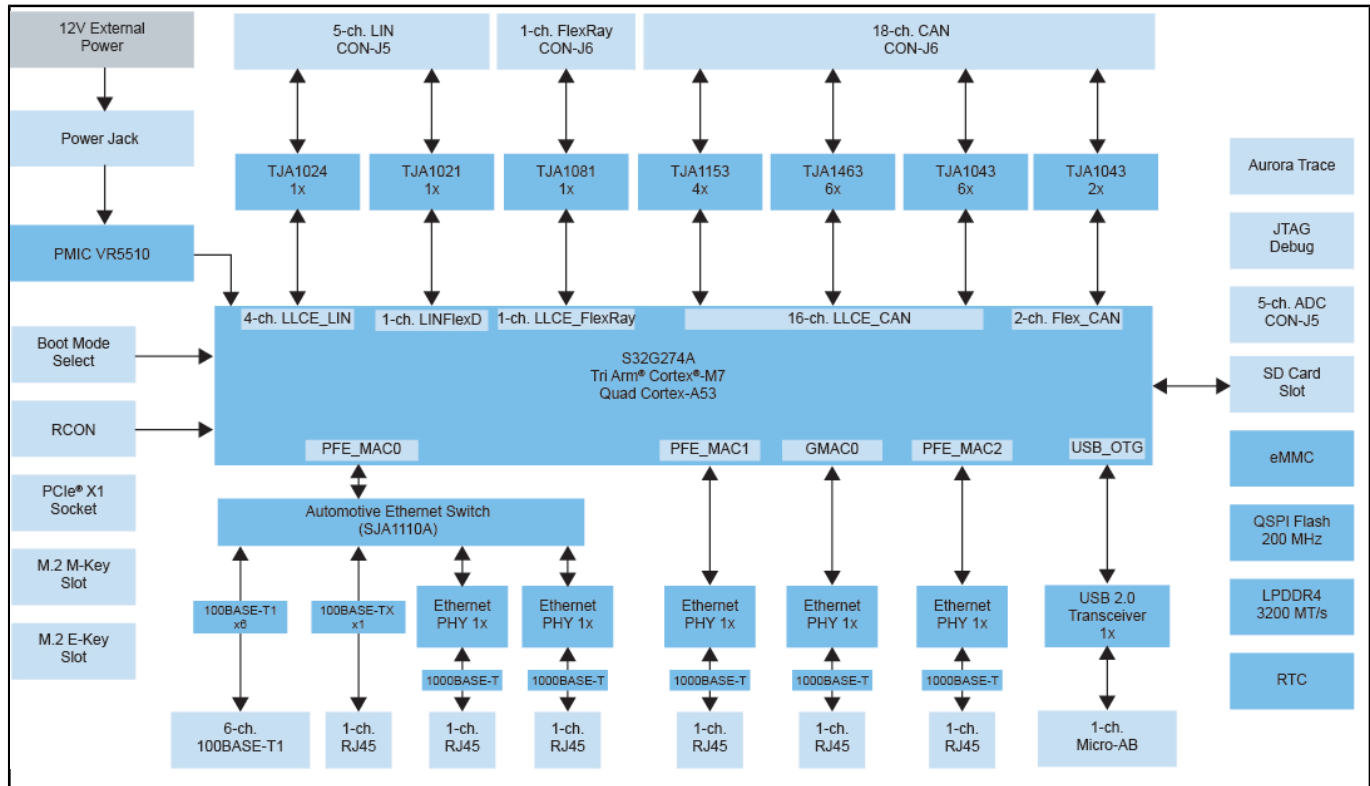 12V External
Power
5-ch. LIN
CON-J5
1-ch. FlexRay
CON-J6
18-ch. CAN
CON-J6
Power Jack
TJA1024
1x
TJA1021
1x
TJA1081
1x
TJA1153
4x
TJA1463
6x
TJA1043
6x
TJA1043
2x
Aurora Trace
JTAG
Debug
PMIC VR5510
5-ch. ADC
CON-J5
4-ch. LLCE_LIN
1-ch. LINFlexD
1-ch. LLCE_FlexRay
16-ch. LLCE_CAN
2-ch. Flex_CAN
Boot Mode
Select
S32G274A
Tri Arm® Cortex®-M7
Quad Cortex-A53
SD Card
Slot
RCON
PFE_MAC0
PFE_MAC1
GMAC0
PFE_MAC2
USB_OTG
eMMC
PCIe® X1
Socket
Automotive Ethernet Switch
(SJA1110A)
QSPI Flash
200 MHz
M.2 M-Key
Slot
100BASE-T1
x6
100BASE-TX
x1
Ethernet
PHY 1x
Ethernet
PHY 1x
Ethernet
PHY 1x
Ethernet
PHY 1x
Ethernet
PHY 1x
USB 2.0
Transceiver
1x
LPDDR4
3200 MT/s
M.2 E-Key
Slot
1000BASE-T
1000BASE-T
1000BASE-T
1000BASE-T
1000BASE-T
RTC
6-ch.
100BASE-T1
1-ch.
RJ45
1-ch.
RJ45
1-ch.
RJ45
1-ch.
RJ45
1-ch.
RJ45
1-ch.
RJ45
1-ch.
Micro-AB